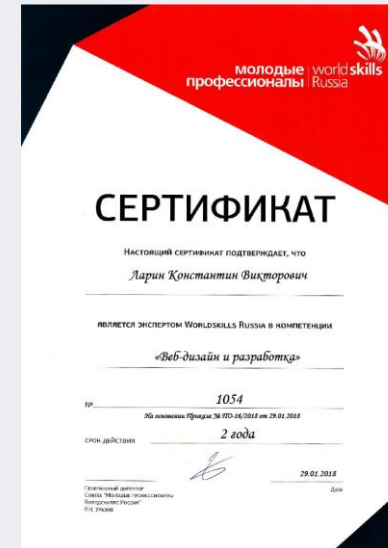 молодые профессионалы
world skills Russia
СЕРТИФИКАТ
Настоящий сертификат подтверждает, что
Ларин Константин Викторович
является экспертом WorldSkills Russia в компетенции
«Веб-дизайн и разработка»
№ 1054
На основании Приказа № ПО-16/2018 от 29.01.2018
срок действия 2 года
29.01.2018
Генеральный директор Дата
Союза "Молодые профессионалы
Ворлдскиллс Россия"
Р.Н. Уразов